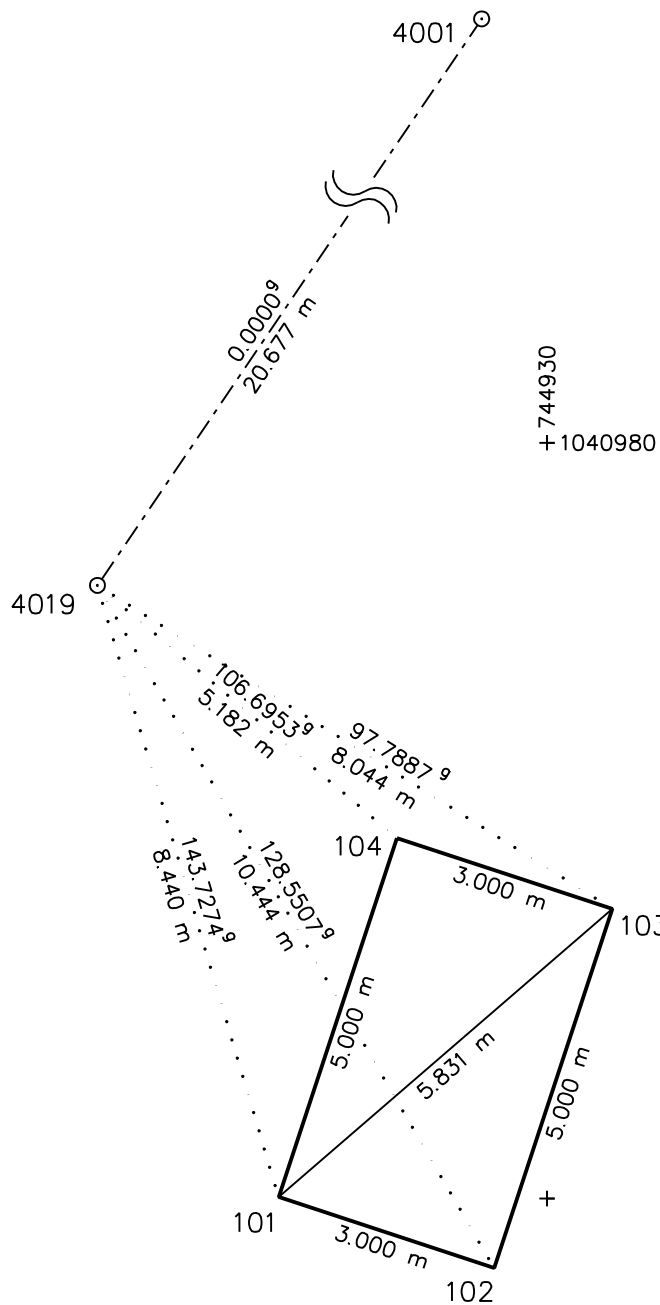 4001
0.0000ᵍ
20.677 m
744930
1040980
4019
106.6953ᵍ
5.182 m
97.7887 ᵍ
8.044 m
104
3.000 m
103
143.7274ᵍ
8.440 m
128.5507ᵍ
10.444 m
5.000 m
5.831 m
5.000 m
101
3.000 m
102